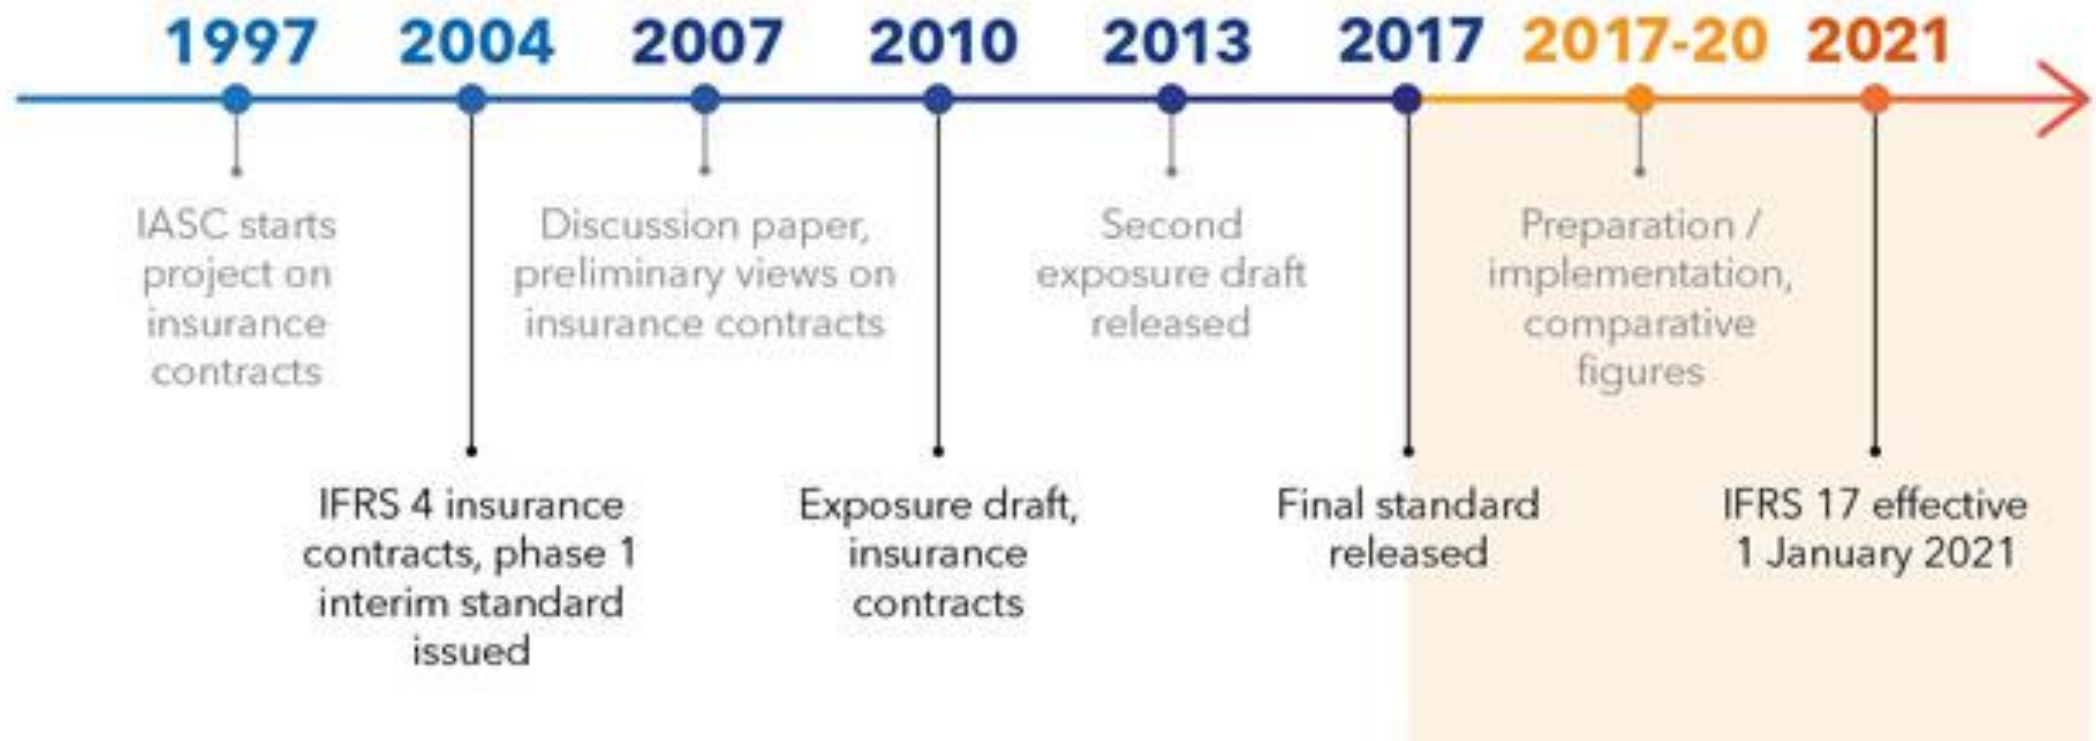 1997 2004 2007 2010 2013 2017 2017-20 2021
IASC starts
project on
insurance
contracts
IFRS 4 insurance
contracts, phase 1
interim standard
issued
Discussion paper,
preliminary views on
insurance contracts
Exposure draft,
insurance
contracts
Second
exposure draft
released
Final standard
released
Preparation /
implementation,
comparative
figures
IFRS 17 effective
1 January 2021